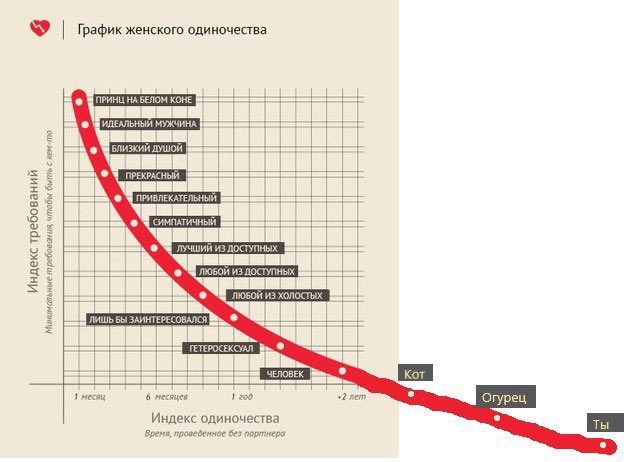 График женского одиночества
ПРИНЦ НА БЕЛОМ КОНЕ
ИДЕАЛЬНЫЙ МУЖЧИНА
БЛИЗКИЙ ДУШОЙ
ПРЕКРАСНЫЙ
ПРИВЛЕКАТЕЛЬНЫЙ
СИМПАТИЧНЫЙ
ЛУЧШИЙ ИЗ ДОСТУПНЫХ
ЛЮБОЙ ИЗ ДОСТУПНЫХ
ЛЮБОЙ ИЗ ХОЛОСТЫХ
ЛИШЬ БЫ ЗАИНТЕРЕСОВАЛСЯ
ГЕТЕРОСЕКСУАЛ
ЧЕЛОВЕК
Кот
Огурец
Ты
Индекс требований
Минимальные требования, чтобы быть с кем-то
1 месяц 6 месяцев 1 год +2 лет
Индекс одиночества
Время, проведенное без партнера